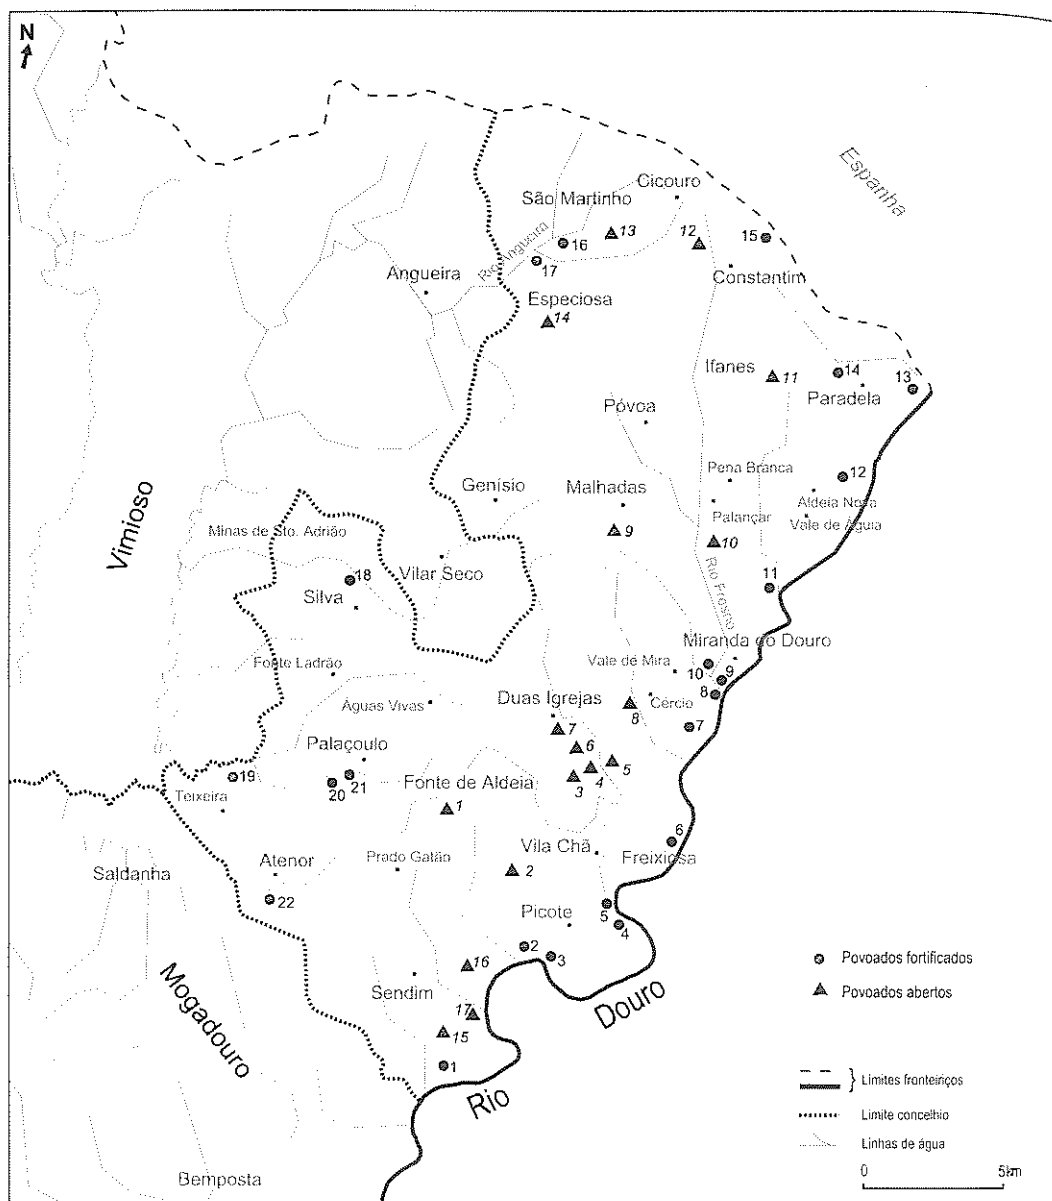 N
Espanha
Cicouro
São Martinho
13
12
15
16
Rio Angueira
17
Constantim
Angueira
Especiosa
14
Ifanes
11
14
13
Paradela
Póvoa
Pena Branca
12
Genísio
Malhadas
Aldeia Nova
Palançar
Vale de Águia
Vimioso
Minas de Sto. Adrião
9
10
Rio Fresno
Vilar Seco
18
Silva
11
Miranda do Douro
Fonte Ladrão
Vale de Mira
10
9
8
Águas Vivas
Duas Igrejas
8
Cércio
7
7
6
Palaçoulo
5
4
3
19
20
21
Fonte de Aldeia
Teixeira
1
6
Vila Chã
Freixiosa
Prado Gatão
Atenor
2
Saldanha
22
5
Picote
4
2
3
16
Povoados fortificados
Sendim
Povoados abertos
Mogadouro
17
15
Douro
1
Rio
Limites fronteiriços
Limite concelhio
Linhas de água
Bemposta
0 5km